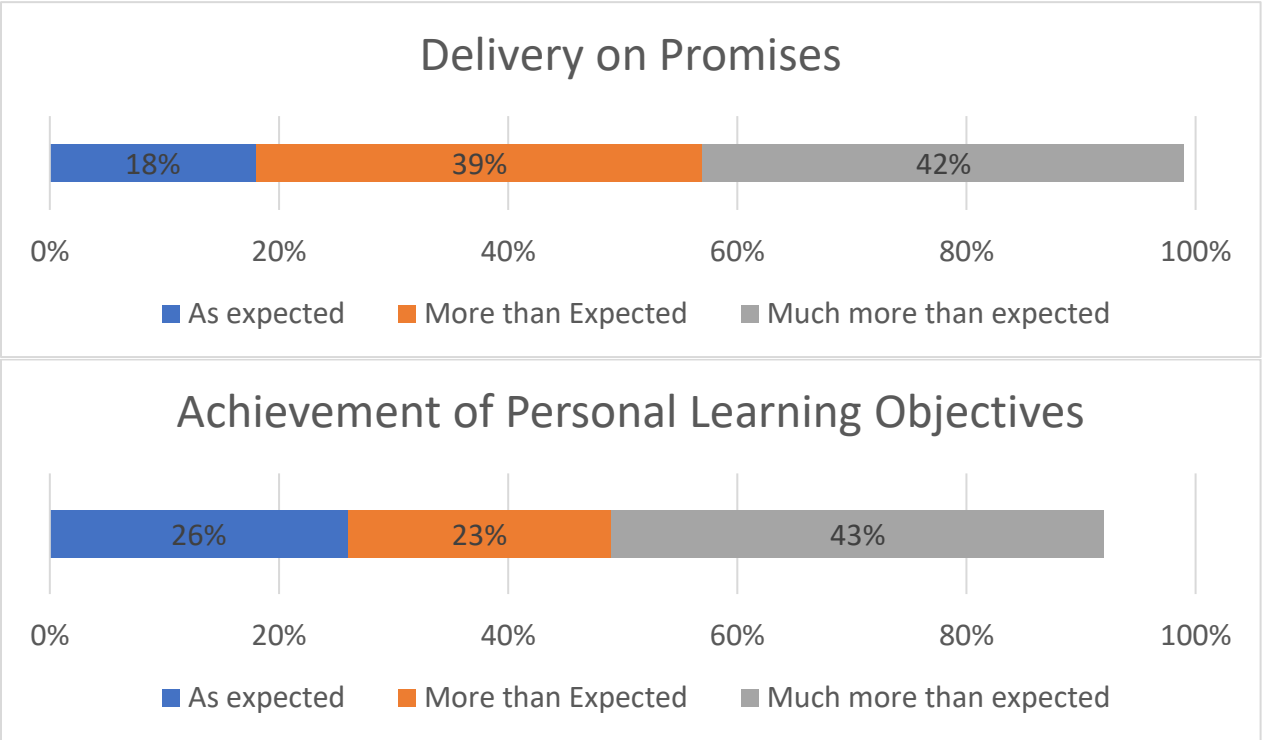 Delivery on Promises
18% 39% 42%
0% 20% 40% 60% 80% 100%
As expected More than Expected Much more than expected
Achievement of Personal Learning Objectives
26% 23% 43%
0% 20% 40% 60% 80% 100%
As expected More than Expected Much more than expected